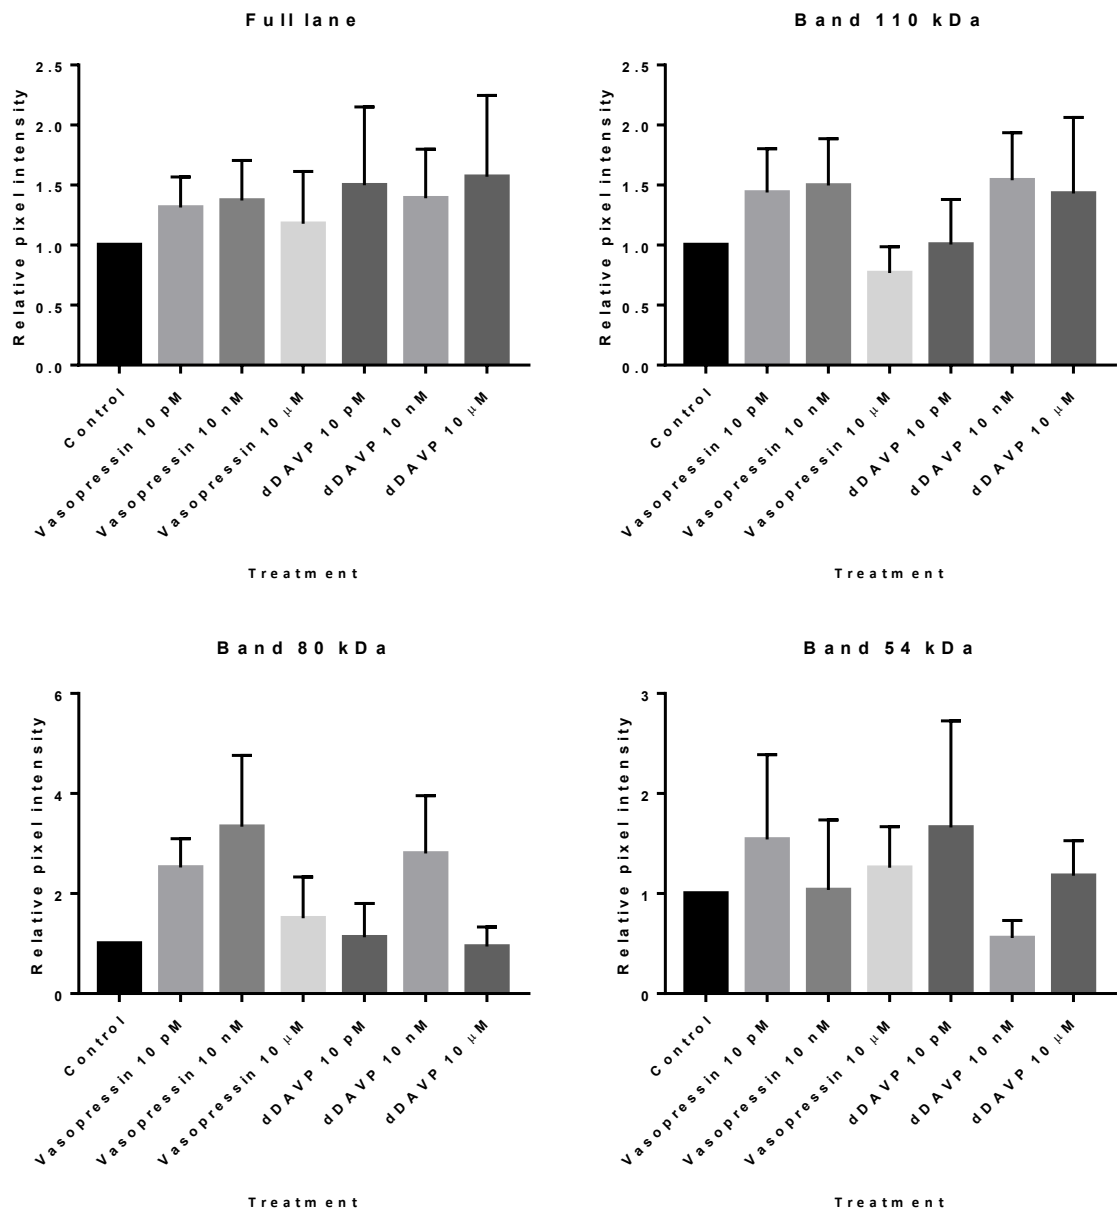 Full lane
Relative pixel intensity
2.5
2.0
1.5
1.0
0.5
0.0
Control
Vasopressin 10 pM
Vasopressin 10 nM
Vasopressin 10 μM
dDAVP 10 pM
dDAVP 10 nM
dDAVP 10 μM
Treatment
Band 110 kDa
Relative pixel intensity
2.5
2.0
1.5
1.0
0.5
0.0
Control
Vasopressin 10 pM
Vasopressin 10 nM
Vasopressin 10 μM
dDAVP 10 pM
dDAVP 10 nM
dDAVP 10 μM
Treatment
Band 80 kDa
Relative pixel intensity
6
4
2
0
Control
Vasopressin 10 pM
Vasopressin 10 nM
Vasopressin 10 μM
dDAVP 10 pM
dDAVP 10 nM
dDAVP 10 μM
Treatment
Band 54 kDa
Relative pixel intensity
3
2
1
0
Control
Vasopressin 10 pM
Vasopressin 10 nM
Vasopressin 10 μM
dDAVP 10 pM
dDAVP 10 nM
dDAVP 10 μM
Treatment